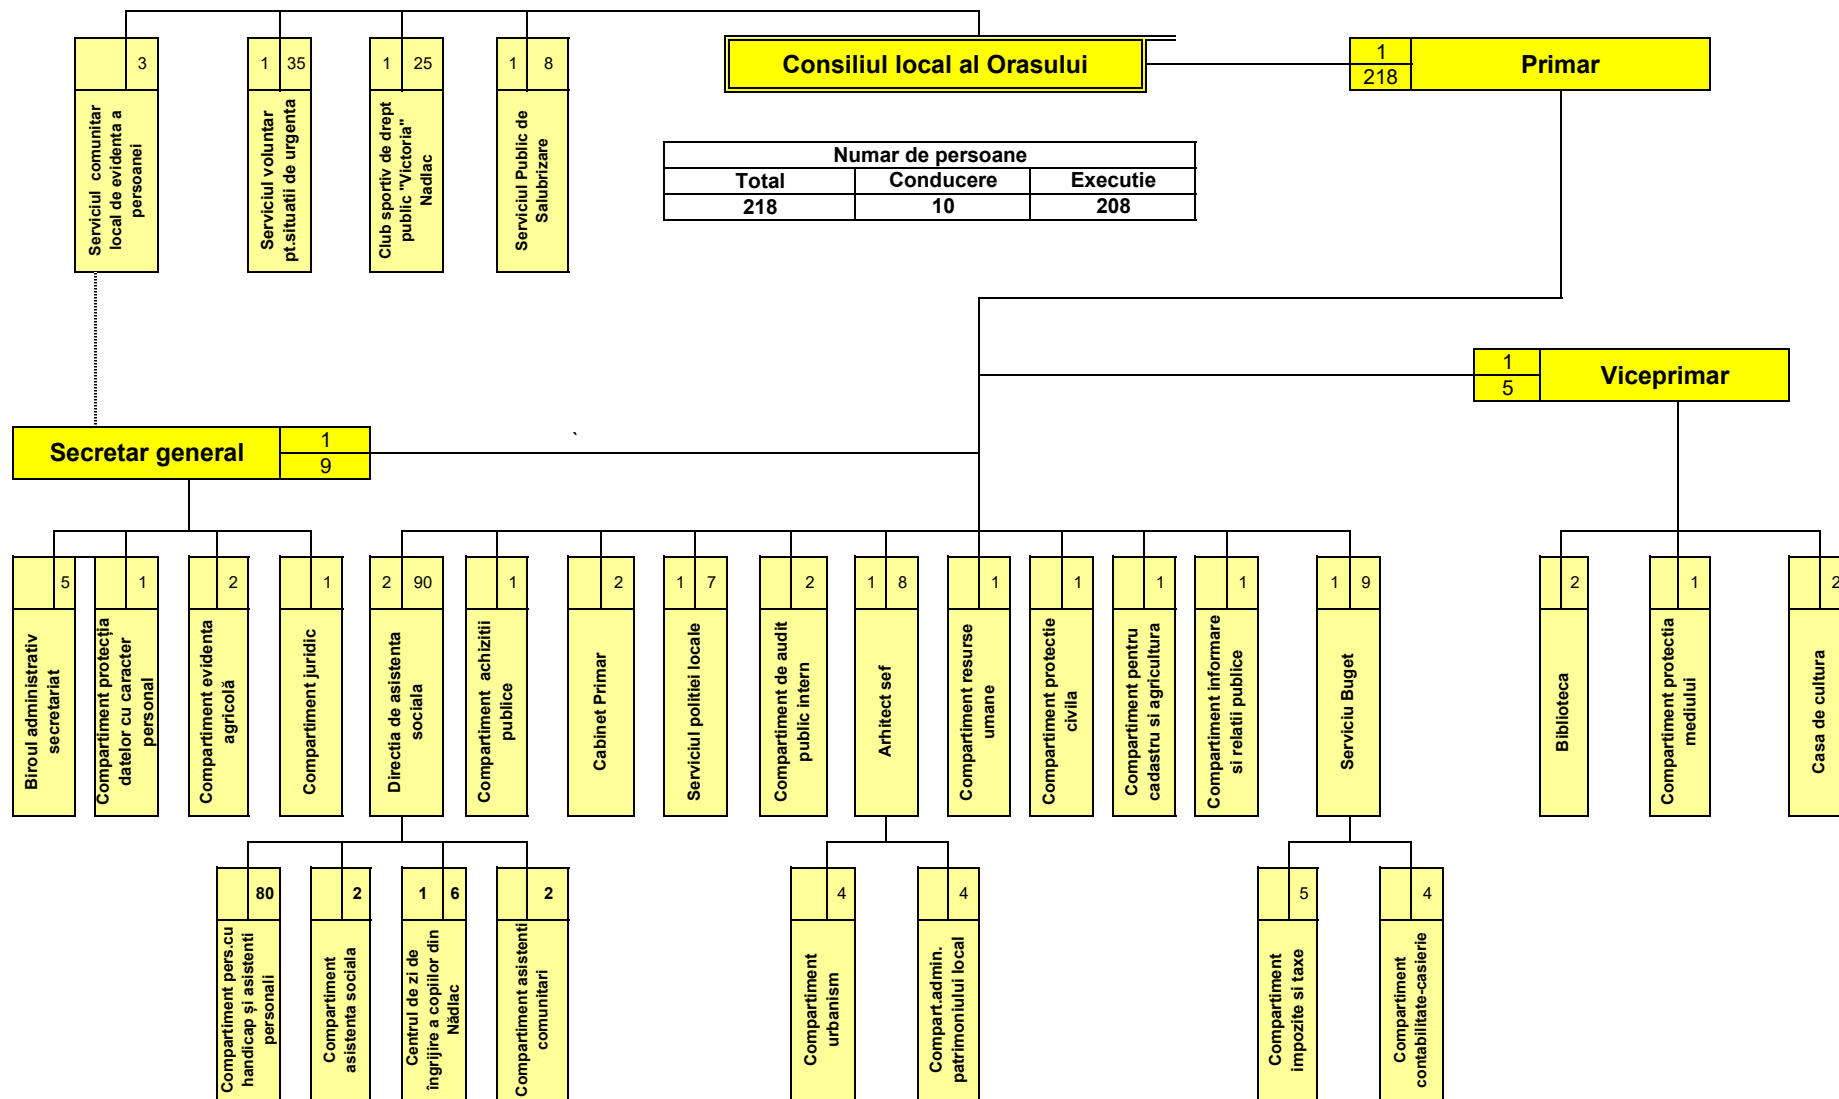 3
1 35
1 25
1 8
Serviciul comunitar
local de evidenta a
persoanei
Serviciul voluntar
pt.situatii de urgenta
Club sportiv de drept
public "Victoria"
Nadlac
Serviciul Public de
Salubrizare
Consiliul local al Orasului
1
218
Primar
Numar de persoane
Total Conducere Executie
218 10 208
1
5
Viceprimar
Secretar general
1
9
`
5
1
2
1
2 90
1
2
1 7
2
1 8
1
1
1
1
1 9
2
1
2
Biroul administrativ
secretariat
Compartiment protecția
datelor cu caracter
personal
Compartiment evidenta
agricolă
Compartiment juridic
Directia de asistenta
sociala
Compartiment achizitii
publice
Cabinet Primar
Serviciul politiei locale
Compartiment de audit
public intern
Arhitect sef
Compartiment resurse
umane
Compartiment protectie
civila
Compartiment pentru
cadastru si agricultura
Compartiment informare
si relatii publice
Serviciu Buget
Biblioteca
Compartiment protectia
mediului
Casa de cultura
80
2
1 6
2
4
4
5
4
Compartiment pers.cu
handicap și asistenti
personali
Compartiment
asistenta sociala
Centrul de zi de
îngrijire a copiilor din
Nădlac
Compartiment asistenti
comunitari
Compartiment
urbanism
Compart.admin.
patrimoniului local
Compartiment
impozite si taxe
Compartiment
contabilitate-casierie